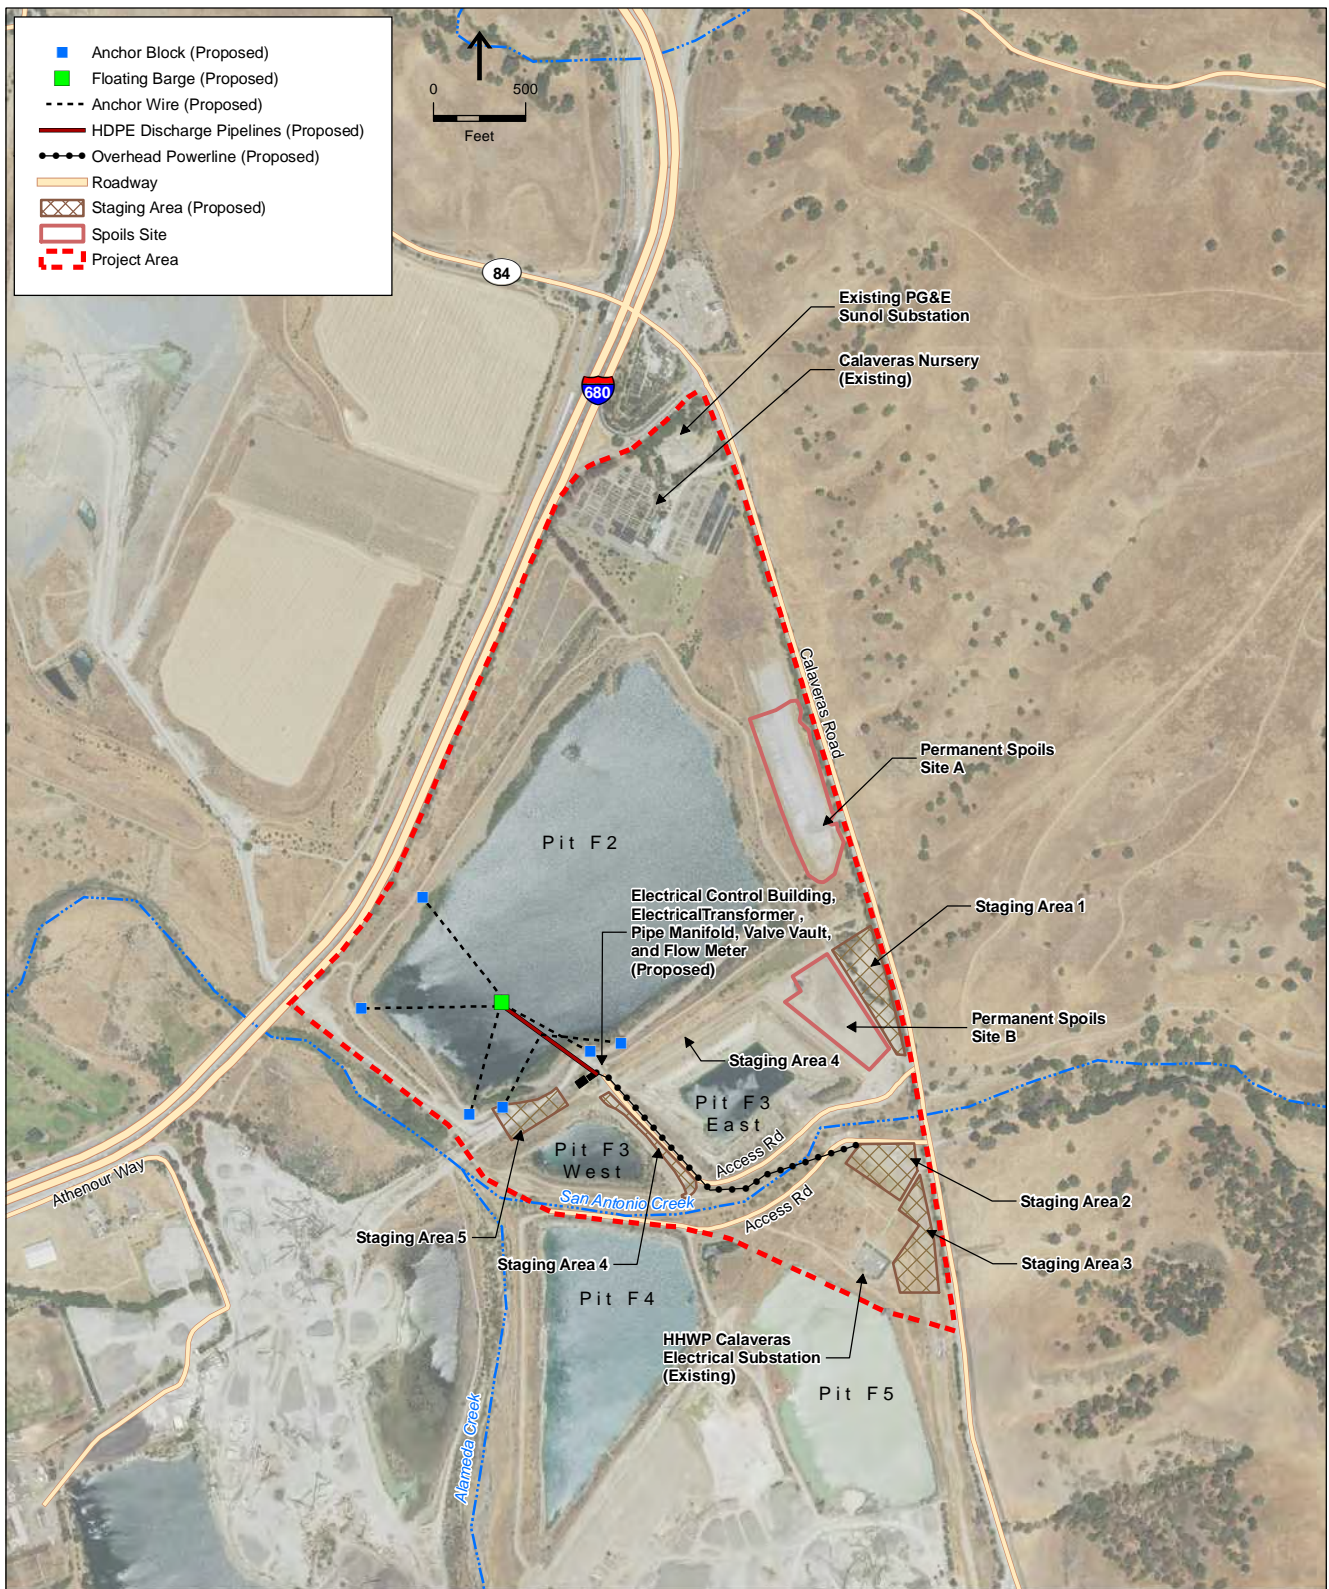 Anchor Block (Proposed)
Floating Barge (Proposed)
Anchor Wire (Proposed)
HDPE Discharge Pipelines (Proposed)
Overhead Powerline (Proposed)
Roadway
Staging Area (Proposed)
Spoils Site
Project Area
0 500
Feet
84
680
Existing PG&E
Sunol Substation
Calaveras Nursery
(Existing)
Calaveras Road
Permanent Spoils
Site A
Pit F2
Electrical Control Building,
ElectricalTransformer ,
Pipe Manifold, Valve Vault,
and Flow Meter
(Proposed)
Staging Area 1
Permanent Spoils
Site B
Staging Area 4
Pit F3
East
Access Rd
Pit F3
West
Athenour Way
San Antonio Creek
Access Rd
Staging Area 2
Staging Area 5
Staging Area 4
Staging Area 3
Pit F4
HHWP Calaveras
Electrical Substation
(Existing)
Pit F5
Alameda Creek